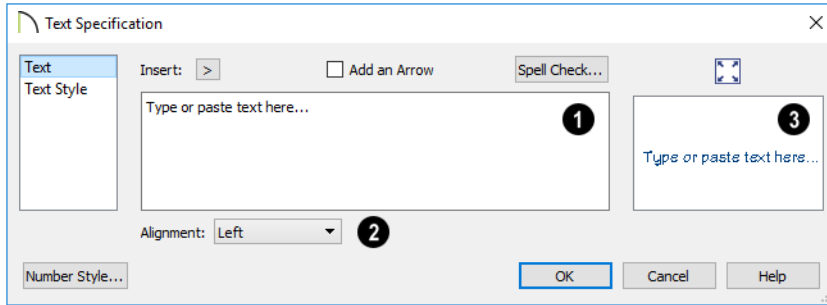 Text Specification
Text
Text Style
Insert: >
Add an Arrow
Spell Check...
Type or paste text here...
1
3
Type or paste text here...
Alignment: Left
2
Number Style...
OK
Cancel
Help